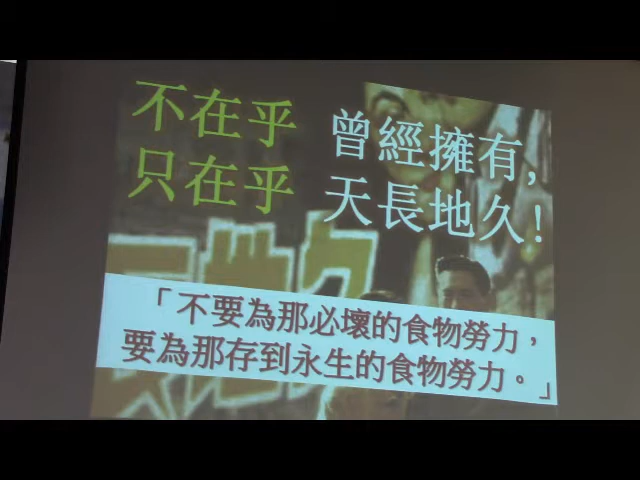 不在乎 曾經擁有,
只在乎 天長地久!
「不要為那必壞的食物勞力，
要為那存到永生的食物勞力。」